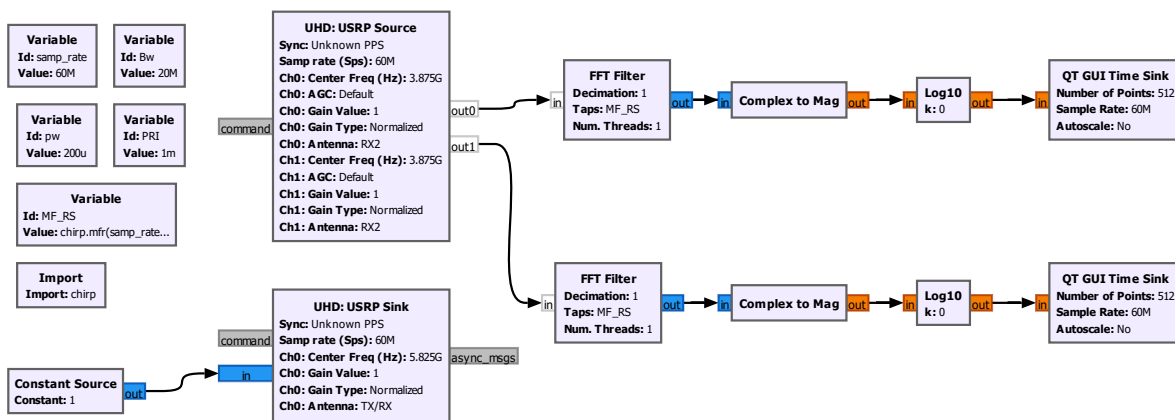 Variable
Id: samp_rate
Value: 60M
Variable
Id: Bw
Value: 20M
Variable
Id: pw
Value: 200u
Variable
Id: PRI
Value: 1m
Variable
Id: MF_RS
Value: chirp.mfr(samp_rate...
Import
Import: chirp
Constant Source
Constant: 1
out
UHD: USRP Source
Sync: Unknown PPS
Samp rate (Sps): 60M
Ch0: Center Freq (Hz): 3.875G
Ch0: AGC: Default
Ch0: Gain Value: 1
Ch0: Gain Type: Normalized
Ch0: Antenna: RX2
Ch1: Center Freq (Hz): 3.875G
Ch1: AGC: Default
Ch1: Gain Value: 1
Ch1: Gain Type: Normalized
Ch1: Antenna: RX2
command
out0
out1
UHD: USRP Sink
Sync: Unknown PPS
Samp rate (Sps): 60M
Ch0: Center Freq (Hz): 5.825G
Ch0: Gain Value: 1
Ch0: Gain Type: Normalized
Ch0: Antenna: TX/RX
command
in
async_msgs
in
FFT Filter
Decimation: 1
Taps: MF_RS
Num. Threads: 1
out
in
Complex to Mag
out
in
Log10
k: 0
out
in
QT GUI Time Sink
Number of Points: 512
Sample Rate: 60M
Autoscale: No
in
FFT Filter
Decimation: 1
Taps: MF_RS
Num. Threads: 1
out
in
Complex to Mag
out
in
Log10
k: 0
out
in
QT GUI Time Sink
Number of Points: 512
Sample Rate: 60M
Autoscale: No